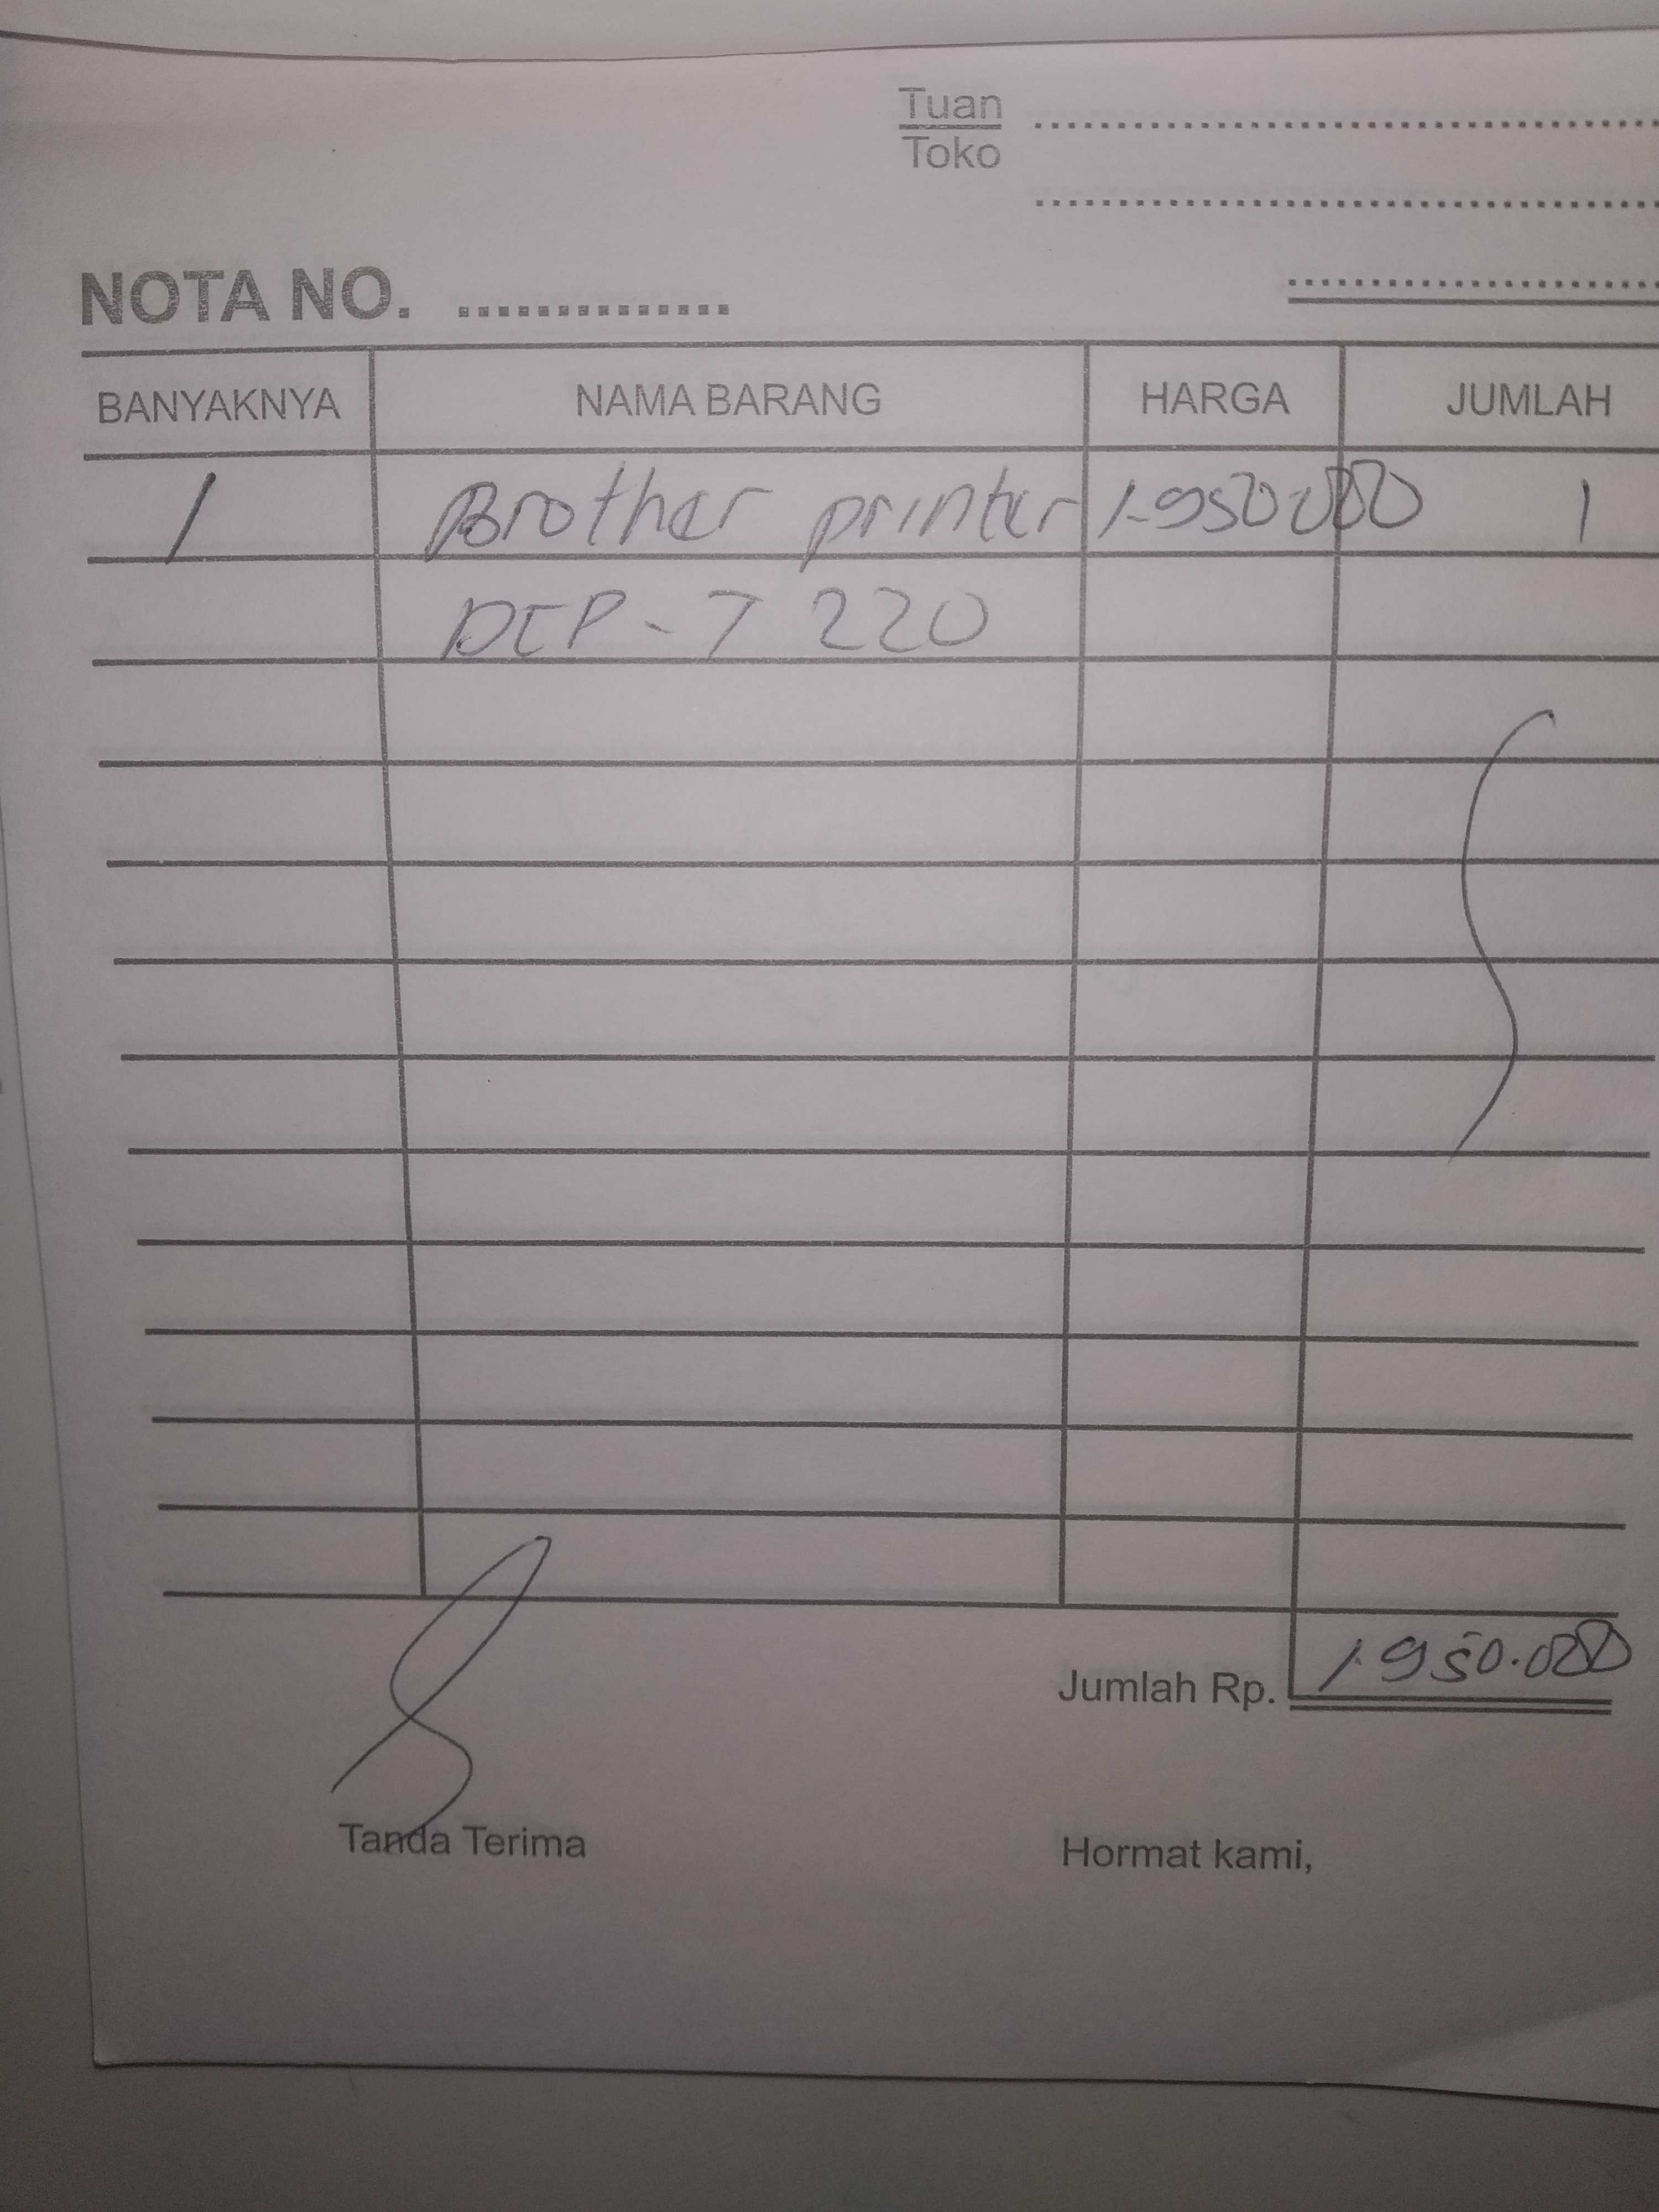 Tuan
Toko
NOTA NO. ..............
BANYAKNYA NAMA BARANG HARGA JUMLAH
1 Brother printer 1.950.000 1
DCP-T 220
Jumlah Rp. 1.950.000
Tanda Terima Hormat kami,